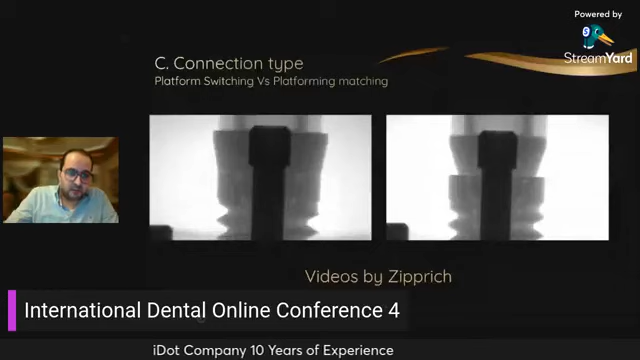 Powered by
StreamYard
C. Connection type
Platform Switching Vs Platforming matching
Videos by Zipprich
International Dental Online Conference 4
iDot Company 10 Years of Experience